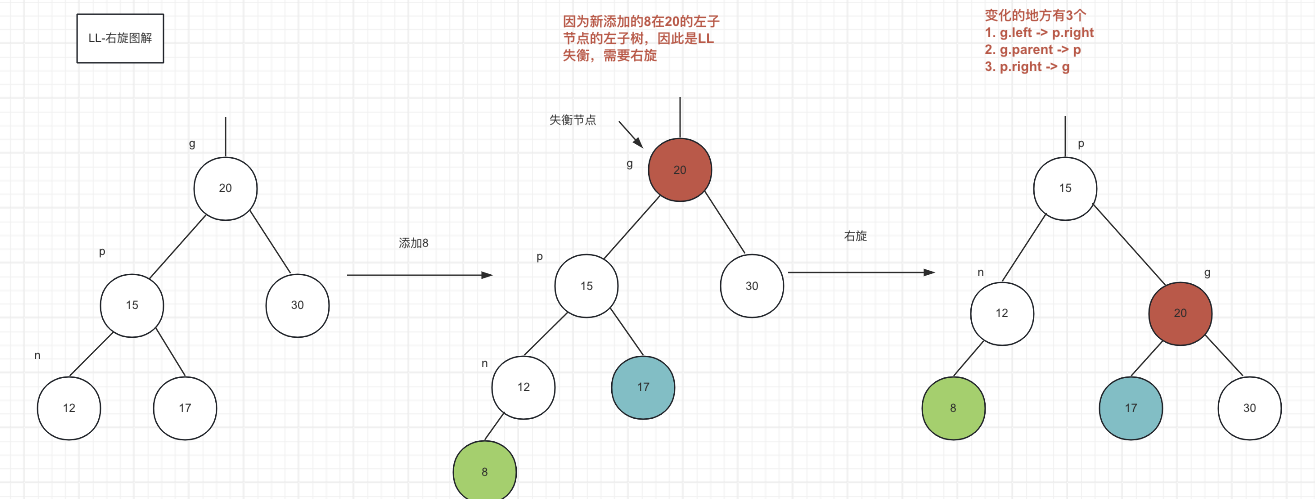 LL-右旋图解
因为新添加的8在20的左子
节点的左子树，因此是LL
失衡，需要右旋
变化的地方有3个
1. g.left -> p.right
2. g.parent -> p
3. p.right -> g
g
20
p
15
30
n
12
17
添加8
失衡节点
g
20
p
15
30
n
12
17
8
右旋
p
15
n
12
g
20
8
17
30